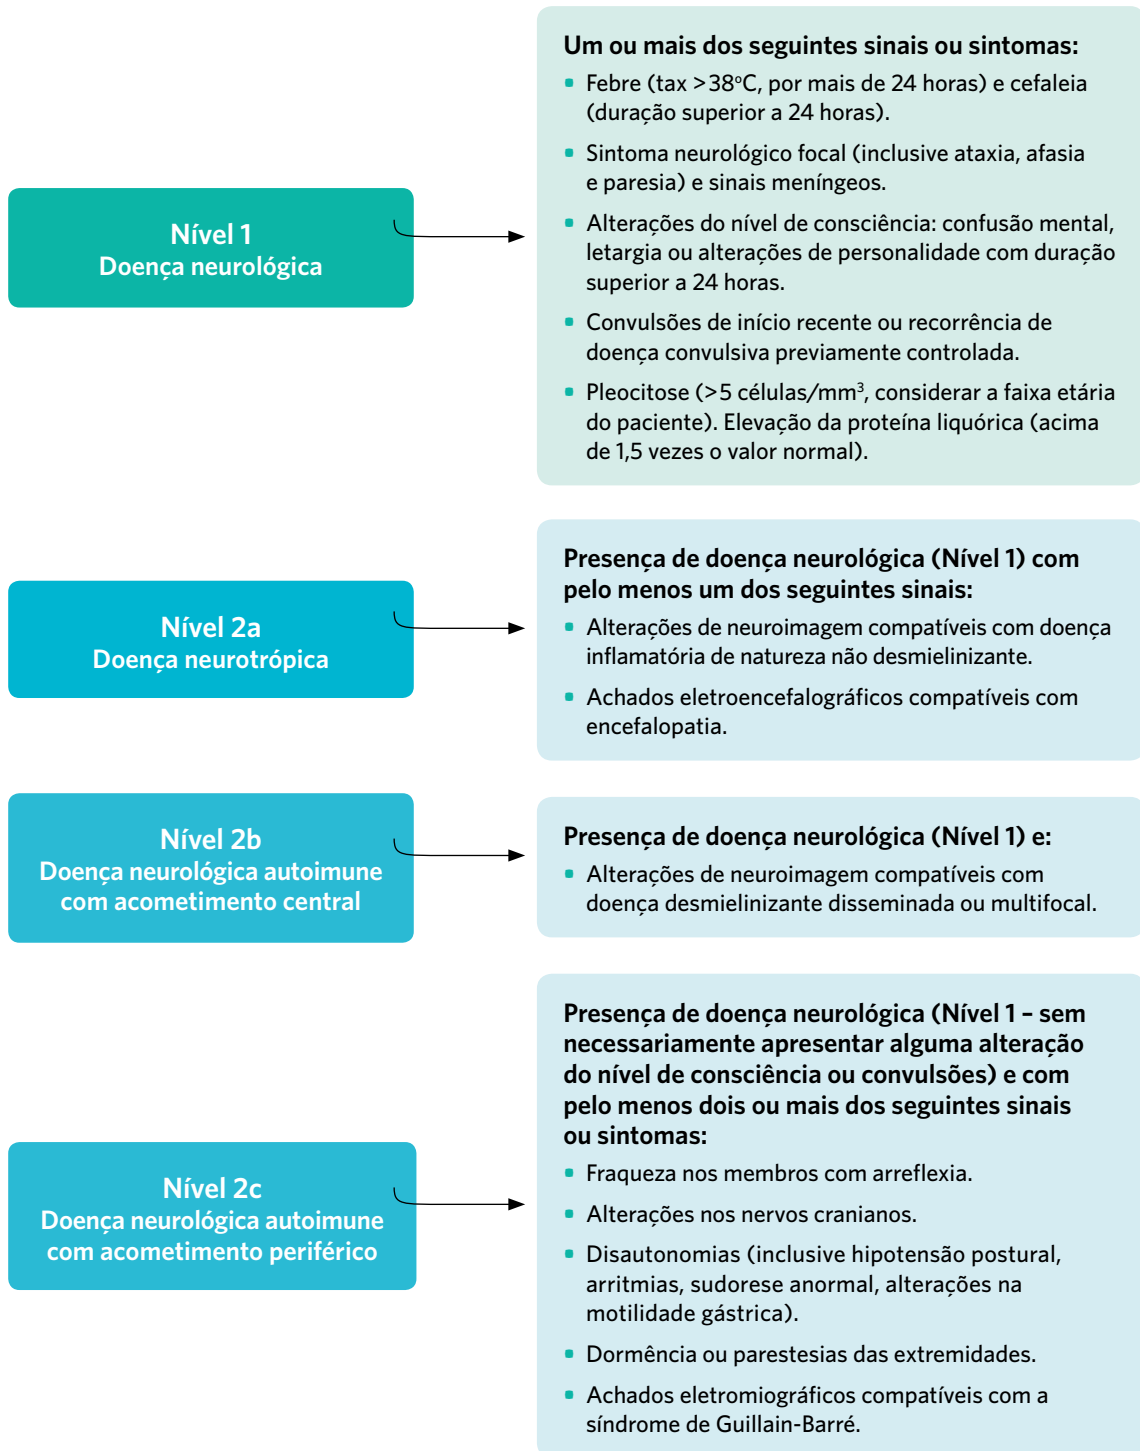 Nível 1
Doença neurológica
Um ou mais dos seguintes sinais ou sintomas:
• Febre (tax >38ºC, por mais de 24 horas) e cefaleia
(duração superior a 24 horas).
• Sintoma neurológico focal (inclusive ataxia, afasia
e paresia) e sinais meníngeos.
• Alterações do nível de consciência: confusão mental,
letargia ou alterações de personalidade com duração
superior a 24 horas.
• Convulsões de início recente ou recorrência de
doença convulsiva previamente controlada.
• Pleocitose (>5 células/mm³, considerar a faixa etária
do paciente). Elevação da proteína liquórica (acima
de 1,5 vezes o valor normal).
Nível 2a
Doença neurotrópica
Presença de doença neurológica (Nível 1) com
pelo menos um dos seguintes sinais:
• Alterações de neuroimagem compatíveis com doença
inflamatória de natureza não desmielinizante.
• Achados eletroencefalográficos compatíveis com
encefalopatia.
Nível 2b
Doença neurológica autoimune
com acometimento central
Presença de doença neurológica (Nível 1) e:
• Alterações de neuroimagem compatíveis com
doença desmielinizante disseminada ou multifocal.
Nível 2c
Doença neurológica autoimune
com acometimento periférico
Presença de doença neurológica (Nível 1 – sem
necessariamente apresentar alguma alteração
do nível de consciência ou convulsões) e com
pelo menos dois ou mais dos seguintes sinais
ou sintomas:
• Fraqueza nos membros com arreflexia.
• Alterações nos nervos cranianos.
• Disautonomias (inclusive hipotensão postural,
arritmias, sudorese anormal, alterações na
motilidade gástrica).
• Dormência ou parestesias das extremidades.
• Achados eletromiográficos compatíveis com a
síndrome de Guillain-Barré.